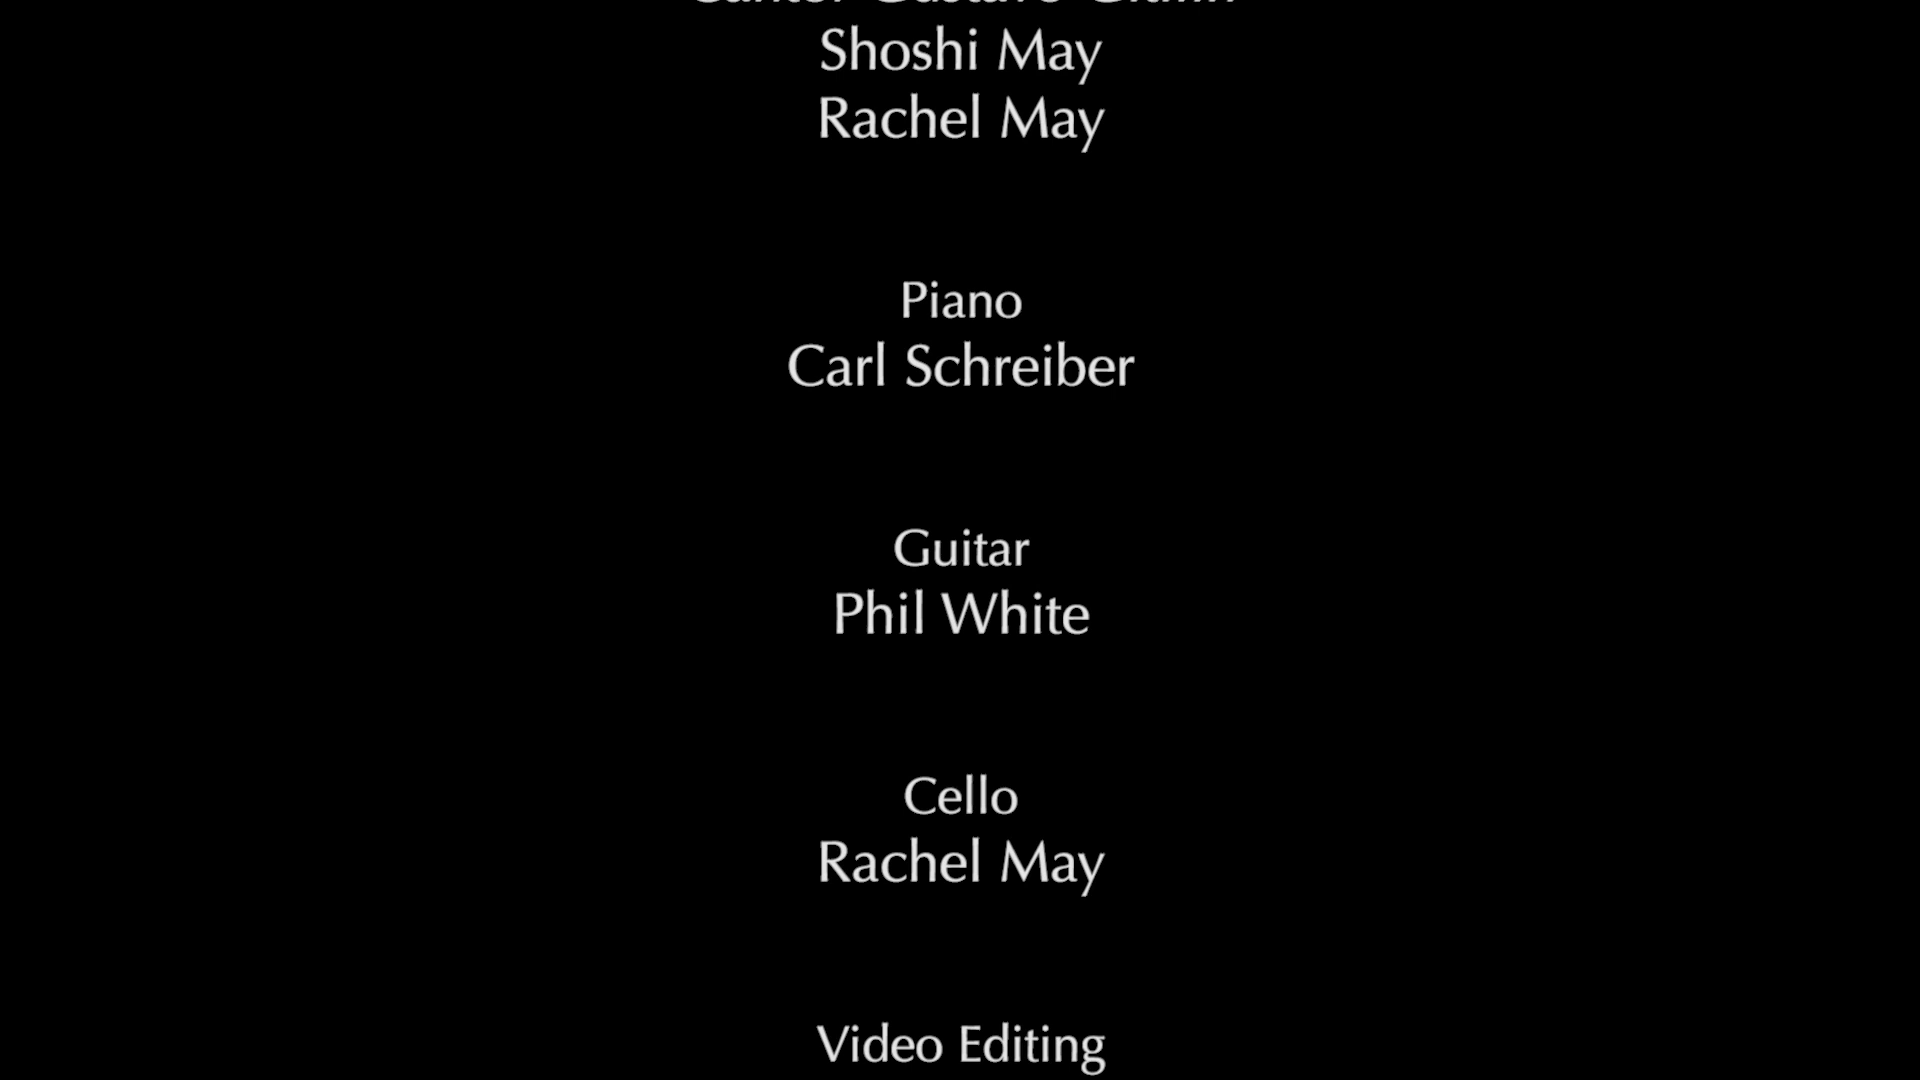 Shoshi May
Rachel May
Piano
Carl Schreiber
Guitar
Phil White
Cello
Rachel May
Video Editing